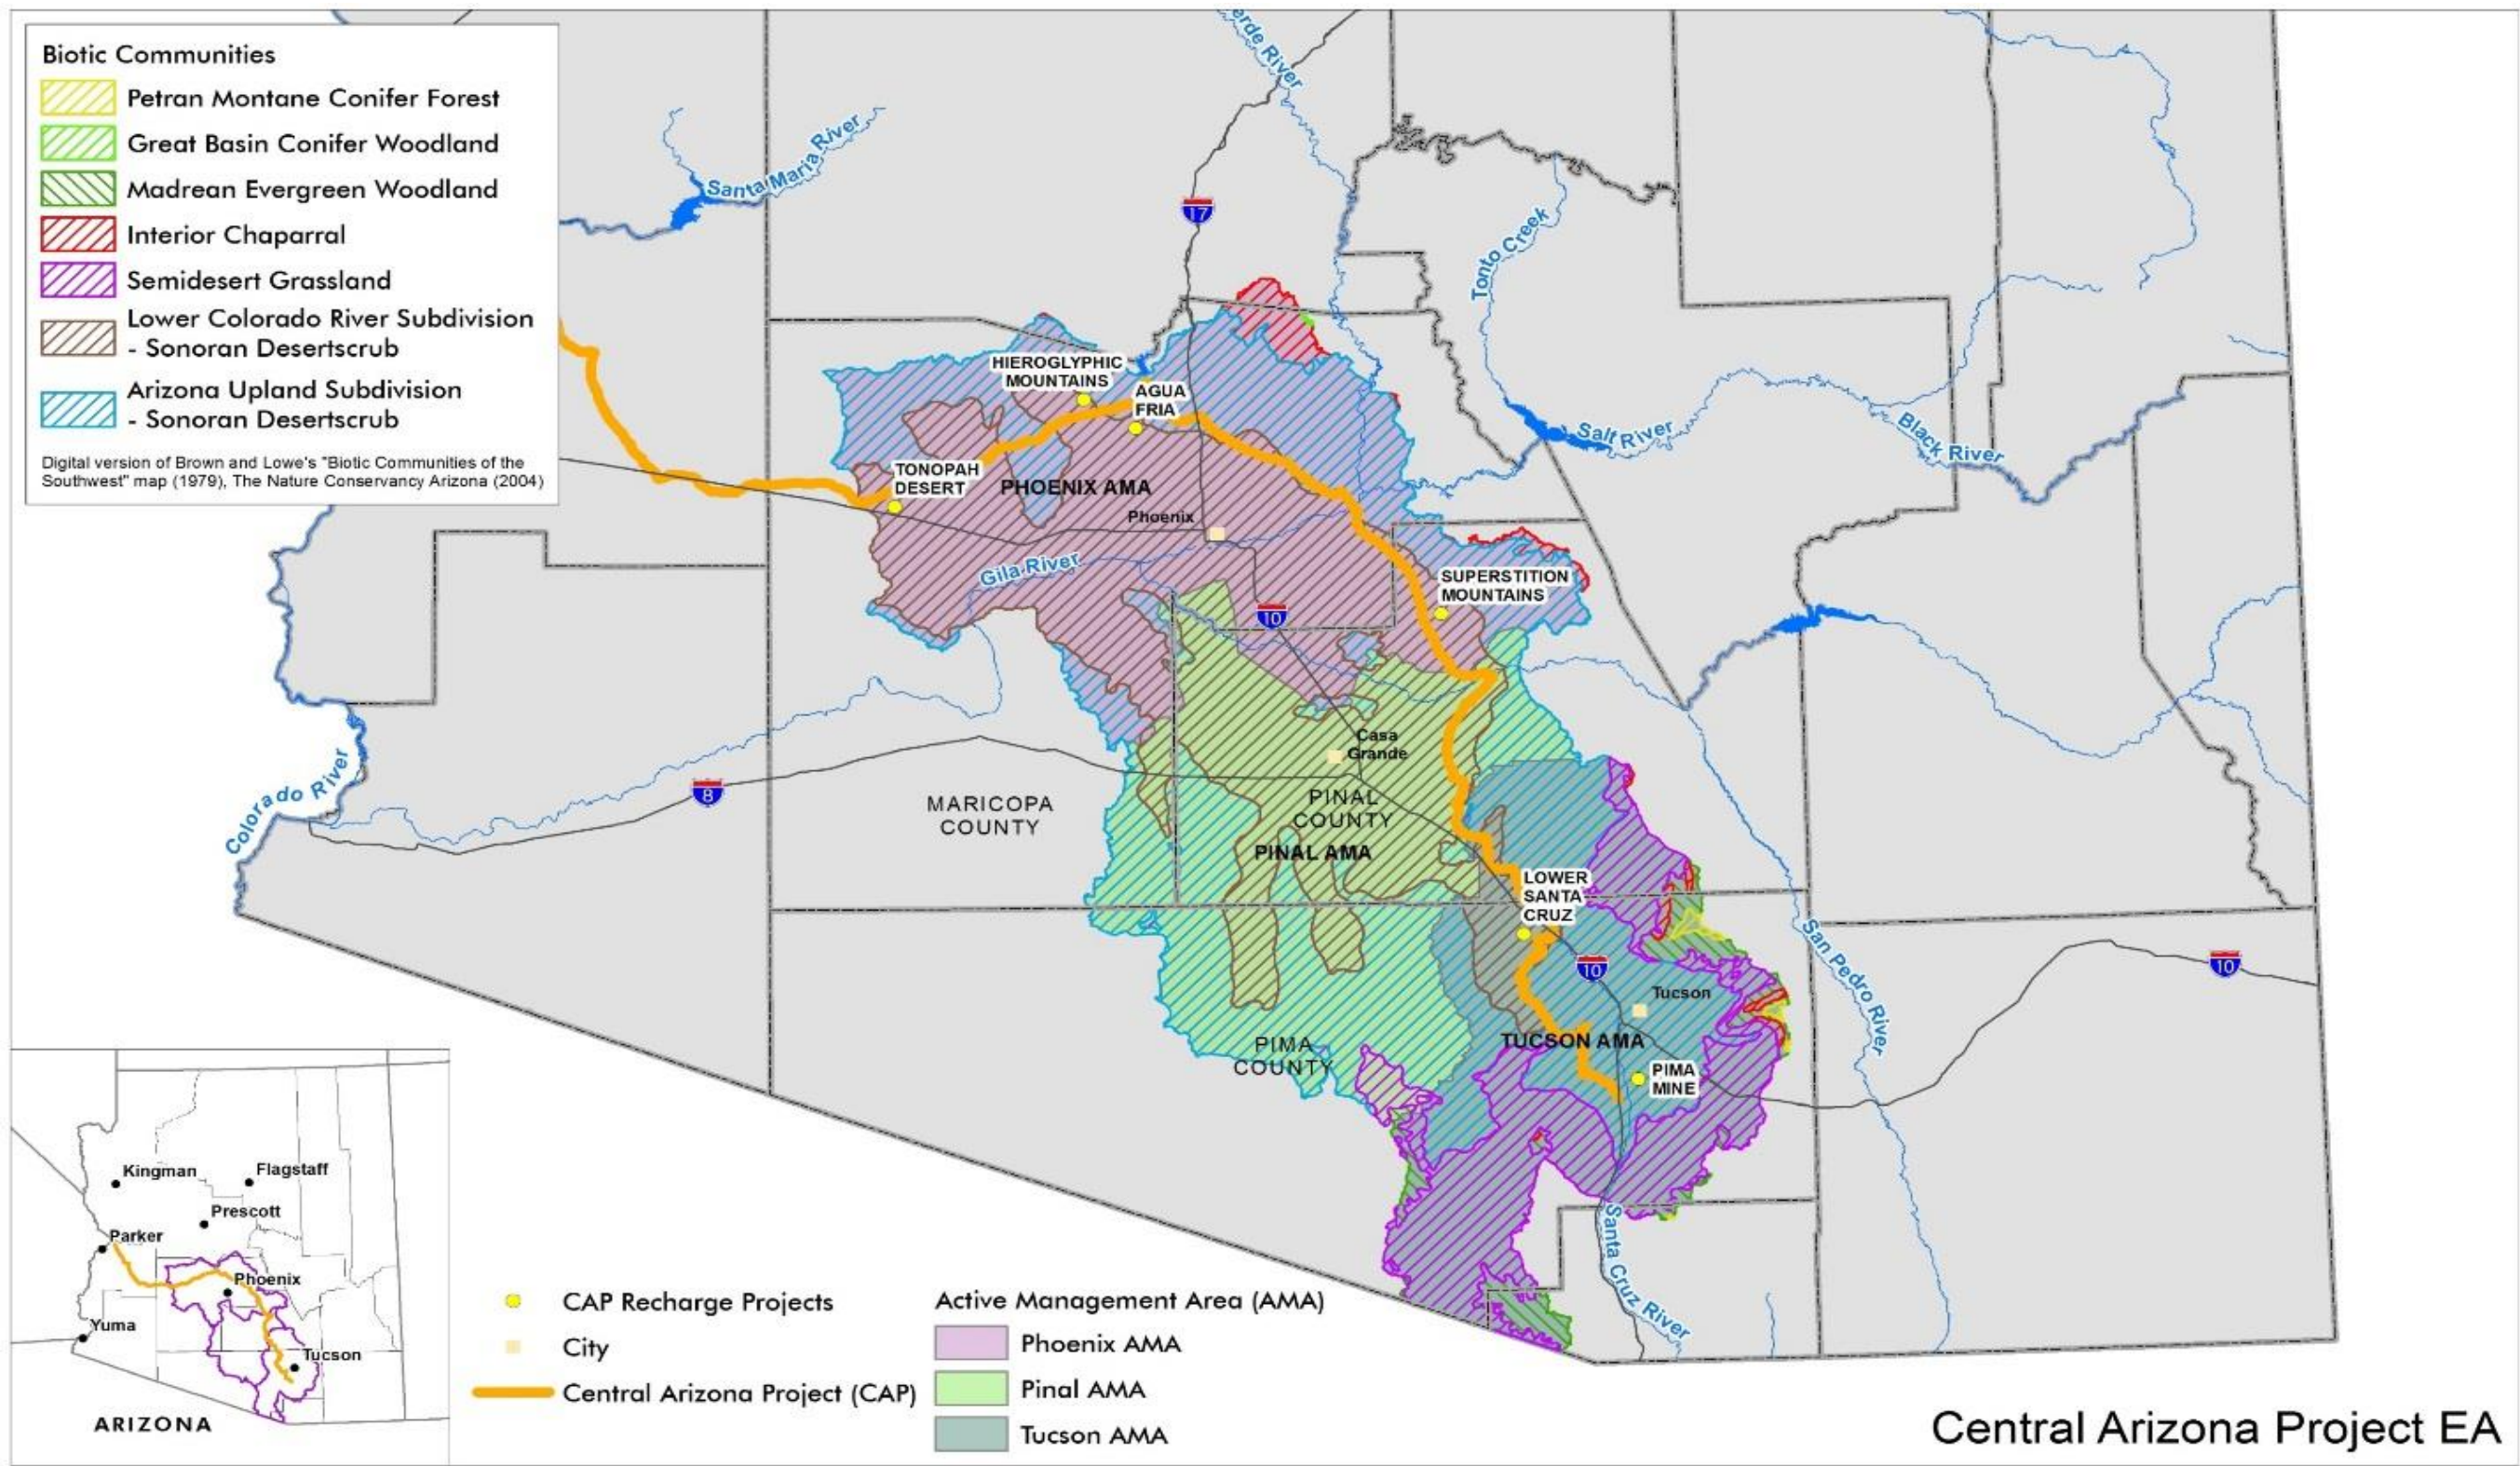 Biotic Communities
Petran Montane Conifer Forest
Great Basin Conifer Woodland
Madrean Evergreen Woodland
Interior Chaparral
Semidesert Grassland
Lower Colorado River Subdivision
- Sonoran Desertscrub
Arizona Upland Subdivision
- Sonoran Desertscrub
Digital version of Brown and Lowe's "Biotic Communities of the
Southwest" map (1979), The Nature Conservancy Arizona (2004)
erde River
Santa Maria River
17
Tonto Creek
HIEROGLYPHIC
MOUNTAINS
AGUA
FRIA
Salt River
Black River
TONOPAH
DESERT
PHOENIX AMA
Phoenix
Gila River
SUPERSTITION
MOUNTAINS
10
Casa
Grande
Colorado River
8
MARICOPA
COUNTY
PINAL
COUNTY
PINAL AMA
LOWER
SANTA
CRUZ
San Pedro River
10
10
Tucson
TUCSON AMA
PIMA
COUNTY
PIMA
MINE
Santa Cruz River
Kingman
Flagstaff
Prescott
Parker
Phoenix
Yuma
Tucson
ARIZONA
CAP Recharge Projects
City
Central Arizona Project (CAP)
Active Management Area (AMA)
Phoenix AMA
Pinal AMA
Tucson AMA
Central Arizona Project EA